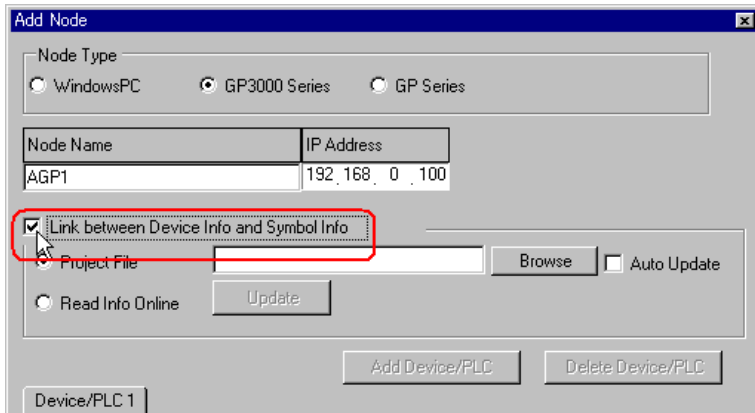 Add Node
Node Type
WindowsPC GP3000 Series GP Series
Node Name IP Address
AGP1 192.168. 0 .100
Link between Device Info and Symbol Info
Project File Browse Auto Update
Read Info Online Update
Add Device/PLC Delete Device/PLC
Device/PLC 1